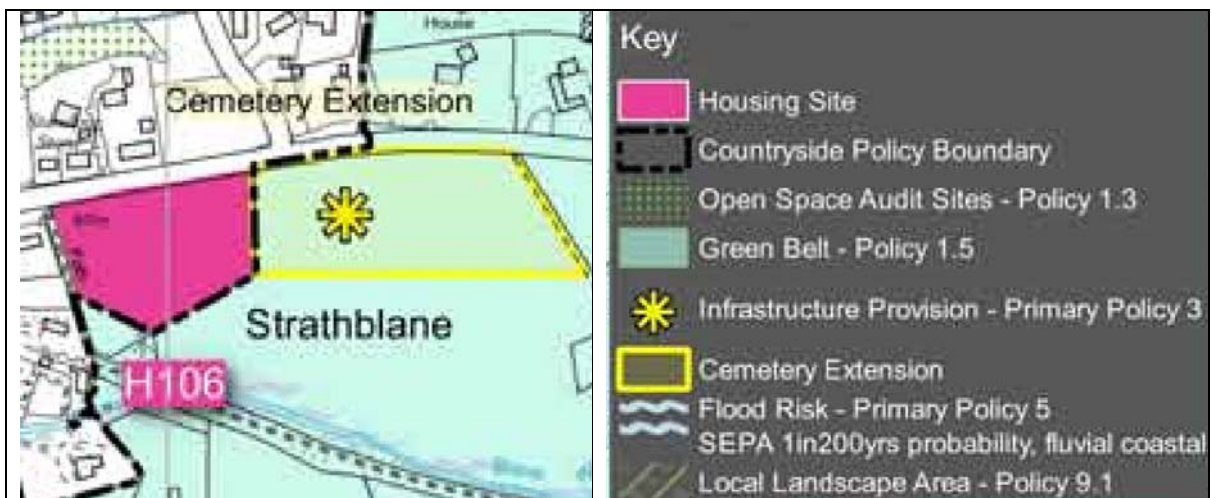 House
Cemetery Extension
Strathblane
H106
Key
Housing Site
Countryside Policy Boundary
Open Space Audit Sites - Policy 1.3
Green Belt - Policy 1.5
Infrastructure Provision - Primary Policy 3
Cemetery Extension
Flood Risk - Primary Policy 5
SEPA 1in200yrs probability, fluvial coastal
Local Landscape Area - Policy 9.1